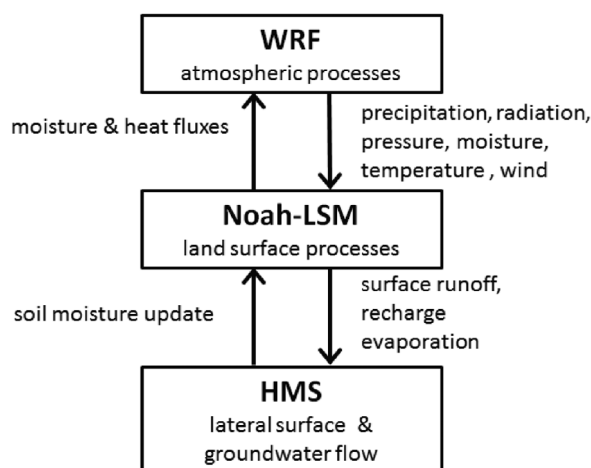 WRF
atmospheric processes
moisture & heat fluxes
precipitation, radiation,
pressure, moisture,
temperature , wind
Noah-LSM
land surface processes
soil moisture update
surface runoff,
recharge
evaporation
HMS
lateral surface &
groundwater flow